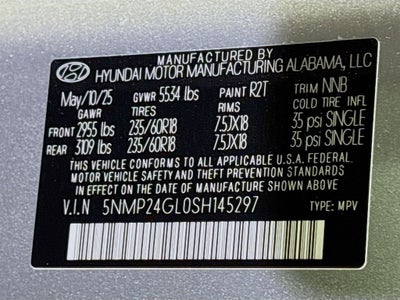 MANUFACTURED BY
HYUNDAI MOTOR MANUFACTURING ALABAMA, LLC
May/10/25 GVWR 5534 lbs PAINT R2T TRIM NNB
GAWR TIRES RIMS COLD TIRE INFL
FRONT 2955 lbs 235/60R18 7.5JX18 35 psi SINGLE
REAR 3109 lbs 235/60R18 7.5JX18 35 psi SINGLE
THIS VEHICLE CONFORMS TO ALL APPLICABLE U.S. FEDERAL
MOTOR VEHICLE SAFETY AND THEFT PREVENTION STANDARDS
IN EFFECT ON THE DATE OF MANUFACTURE SHOWN ABOVE.
V.I.N 5NMP24GL0SH145297 TYPE: MPV